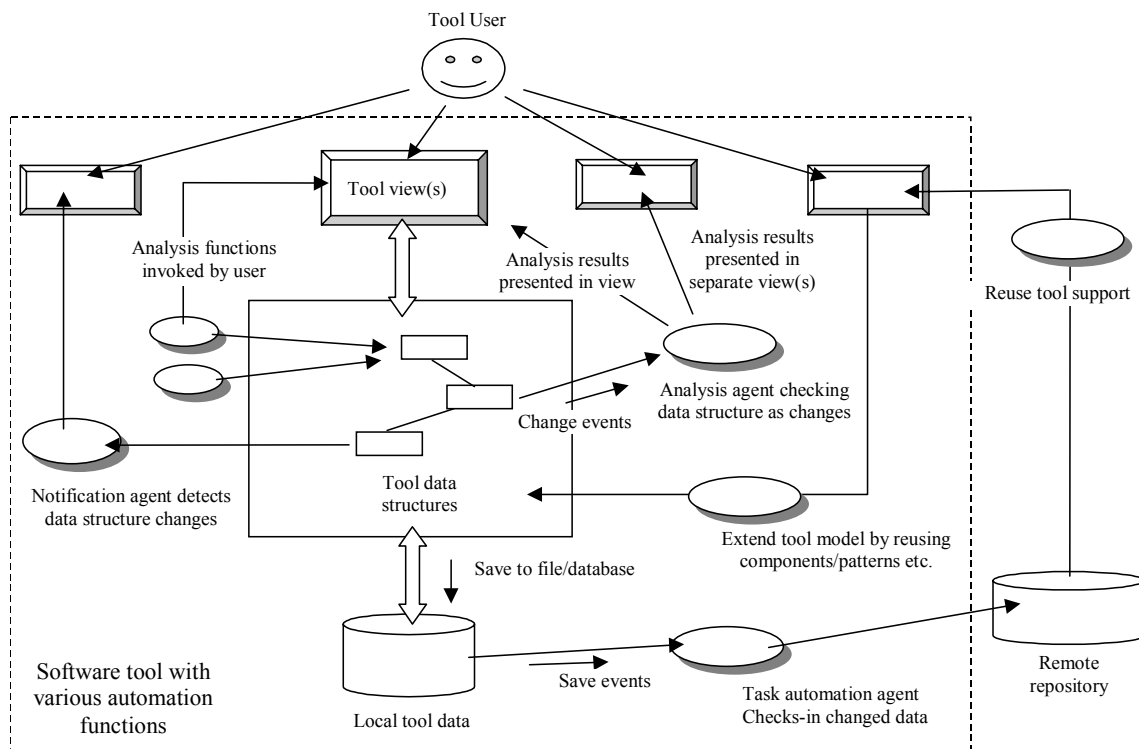 Tool User
Tool view(s)
Analysis functions
invoked by user
Analysis results
presented in view
Analysis results
presented in
separate view(s)
Reuse tool support
Analysis agent checking
data structure as changes
Change events
Notification agent detects
data structure changes
Tool data
structures
Extend tool model by reusing
components/patterns etc.
Save to file/database
Software tool with
various automation
functions
Local tool data
Save events
Task automation agent
Checks-in changed data
Remote
repository